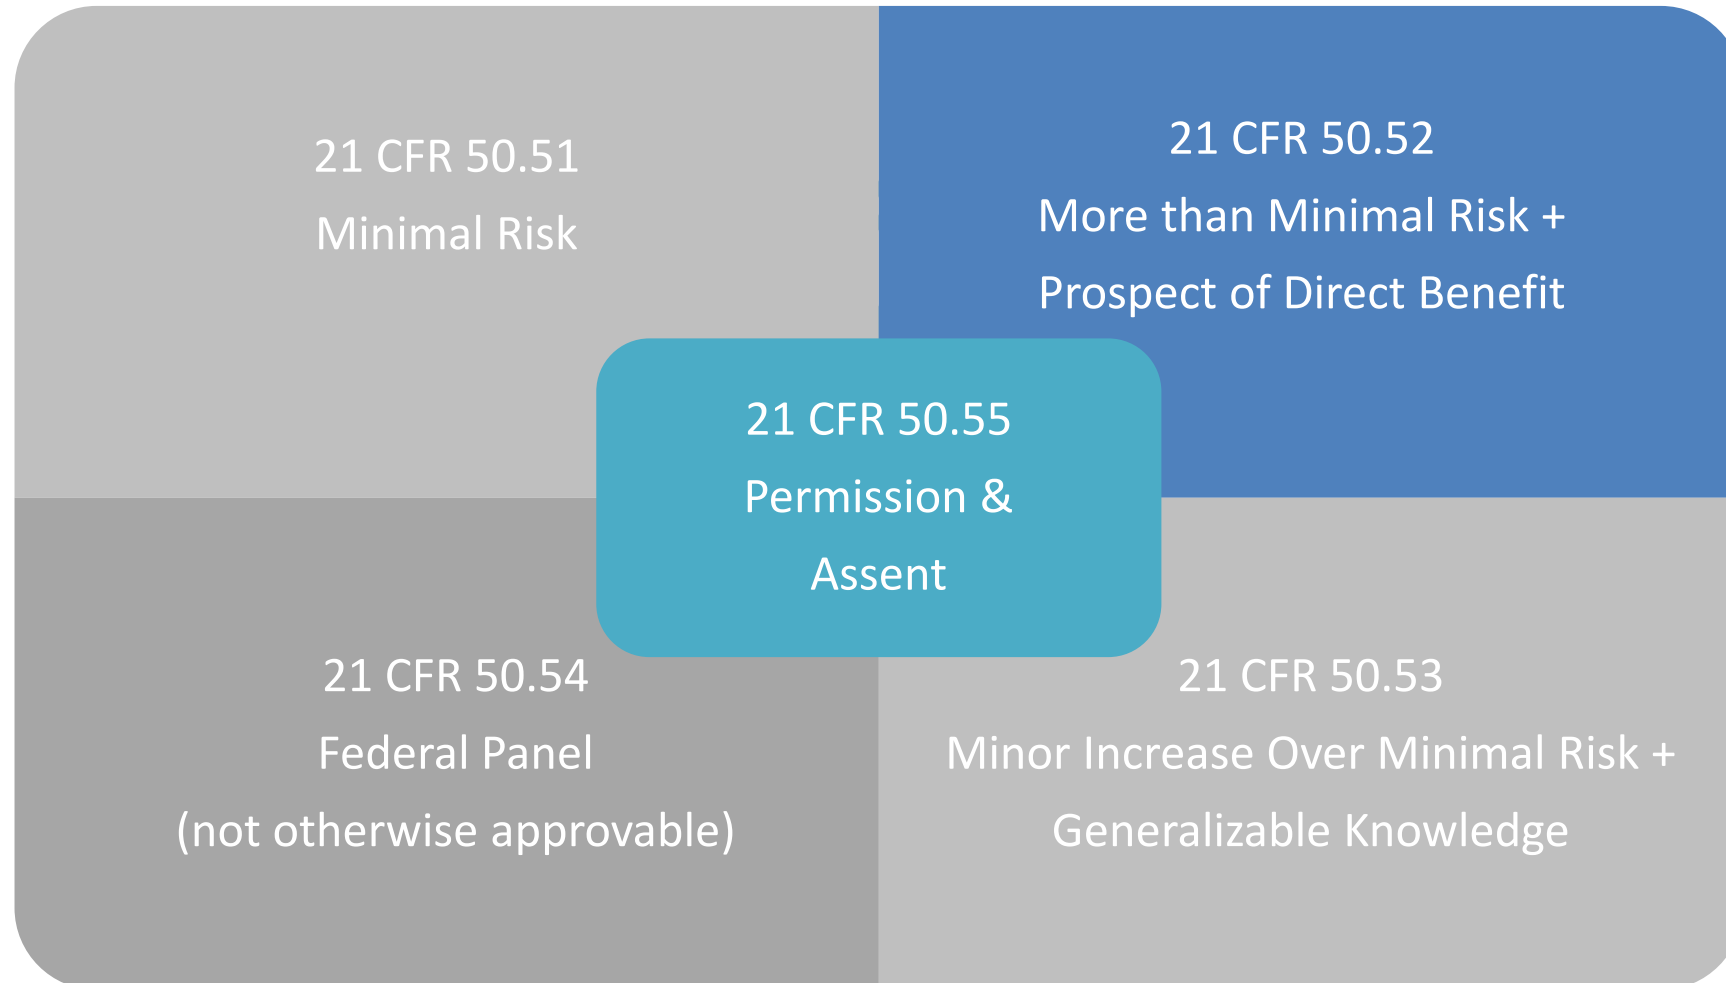 21 CFR 50.51
Minimal Risk
21 CFR 50.52
More than Minimal Risk +
Prospect of Direct Benefit
21 CFR 50.55
Permission &
Assent
21 CFR 50.54
Federal Panel
(not otherwise approvable)
21 CFR 50.53
Minor Increase Over Minimal Risk +
Generalizable Knowledge